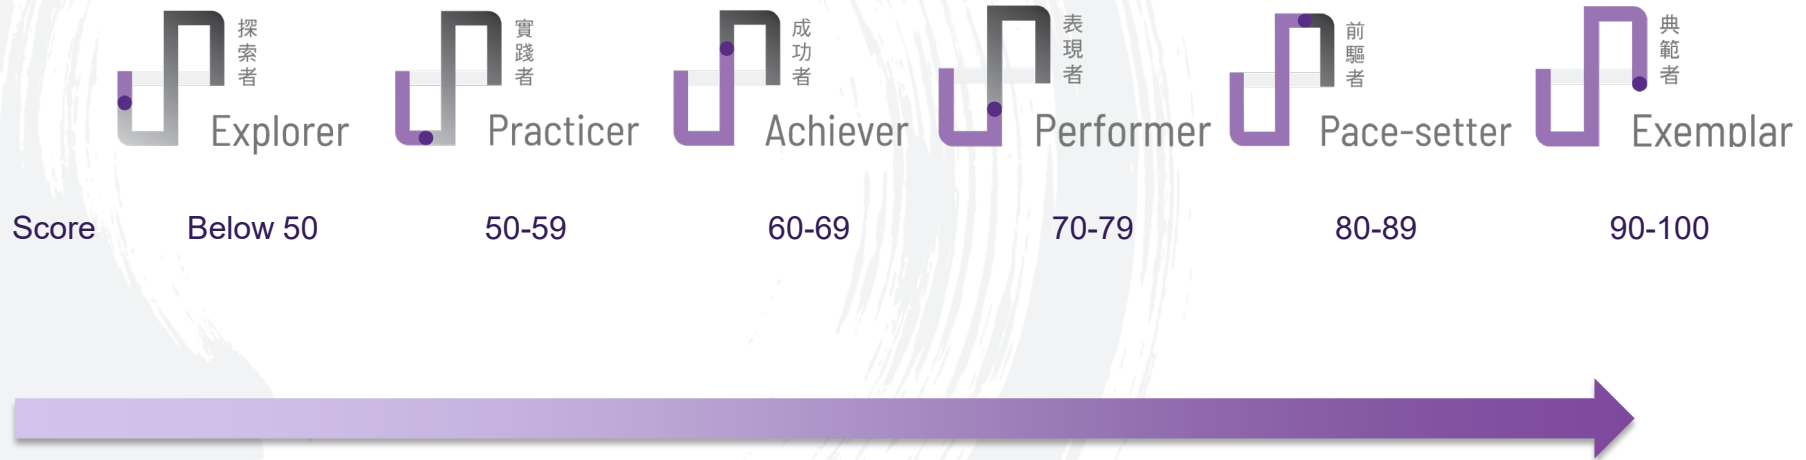 探索者
Explorer
實踐者
Practicer
成功者
Achiever
表現者
Performer
前驅者
Pace-setter
典範者
Exemplar
Score Below 50 50-59 60-69 70-79 80-89 90-100